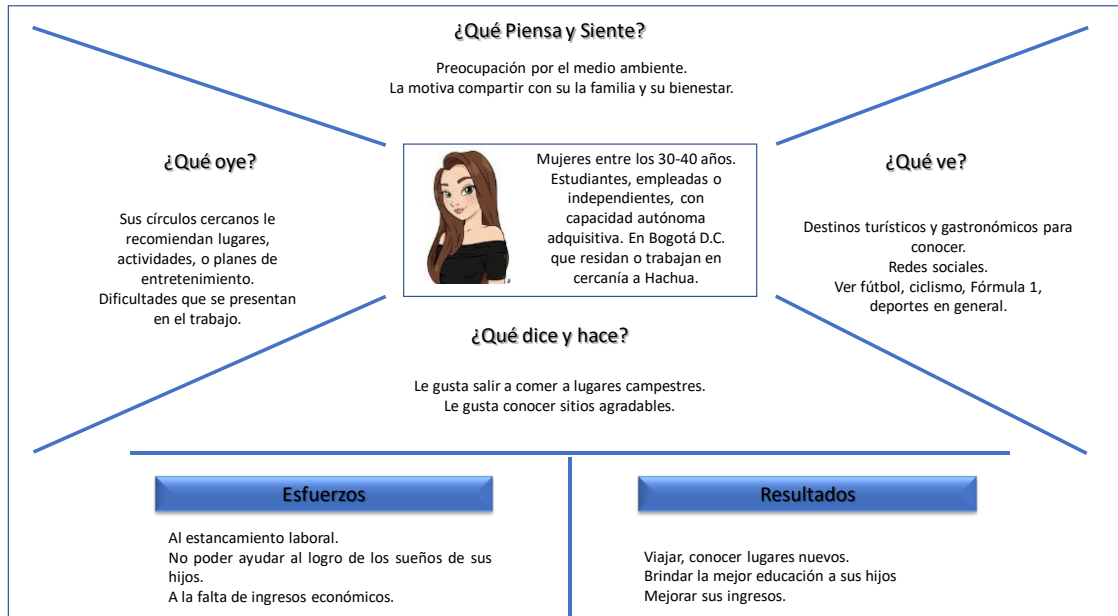 ¿Qué Piensa y Siente?
Preocupación por el medio ambiente.
La motiva compartir con su la familia y su bienestar.
¿Qué oye?
Sus círculos cercanos le
recomiendan lugares,
actividades, o planes de
entretenimiento.
Dificultades que se presentan
en el trabajo.
Mujeres entre los 30-40 años.
Estudiantes, empleadas o
independientes, con
capacidad autónoma
adquisitiva. En Bogotá D.C.
que residan o trabajan en
cercanía a Hachua.
¿Qué ve?
Destinos turísticos y gastronómicos para
conocer.
Redes sociales.
Ver fútbol, ciclismo, Fórmula 1,
deportes en general.
¿Qué dice y hace?
Le gusta salir a comer a lugares campestres.
Le gusta conocer sitios agradables.
Esfuerzos
Al estancamiento laboral.
No poder ayudar al logro de los sueños de sus
hijos.
A la falta de ingresos económicos.
Resultados
Viajar, conocer lugares nuevos.
Brindar la mejor educación a sus hijos
Mejorar sus ingresos.